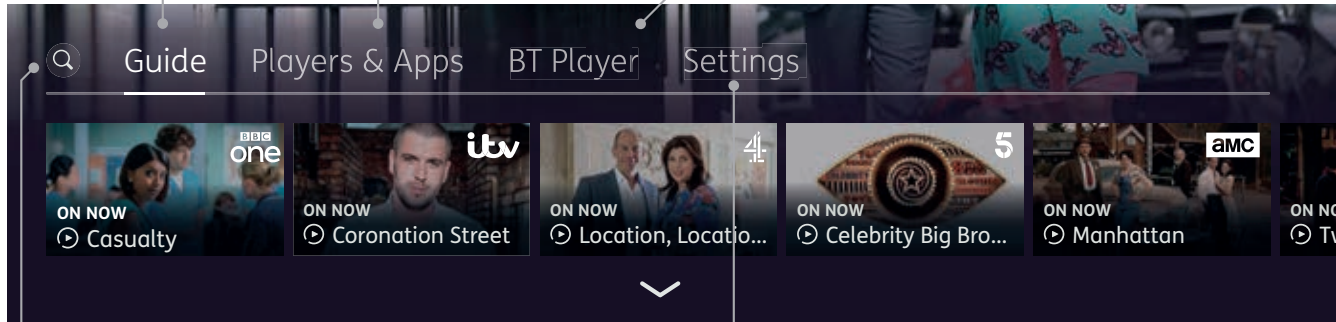 Guide Players & Apps BT Player Settings
BBC one
itv
4
5
aMC
ON NOW
Casualty
ON NOW
Coronation Street
ON NOW
Location, Locatio...
ON NOW
Celebrity Big Bro...
ON NOW
Manhattan